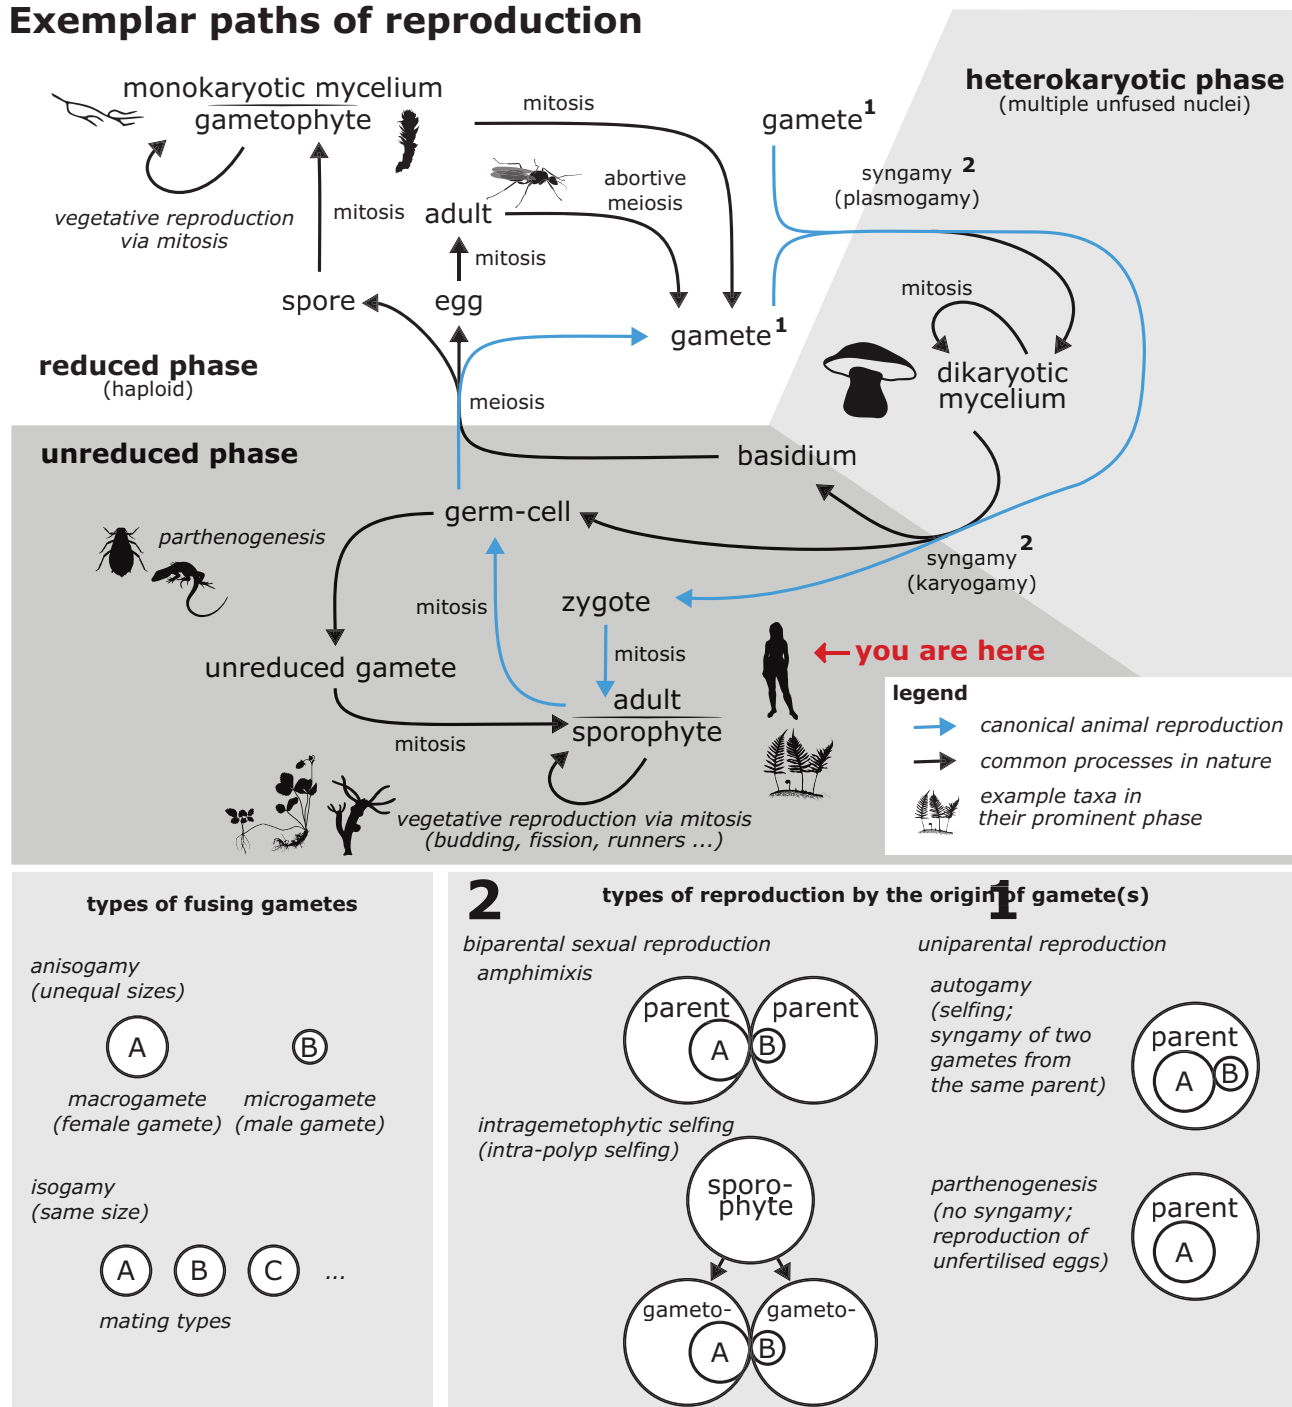 Exemplar paths of reproduction
monokaryotic mycelium
gametophyte
vegetative reproduction
via mitosis
mitosis
spore
mitosis
adult
mitosis
egg
abortive
meiosis
gamete1
gamete1
reduced phase
(haploid)
meiosis
heterokaryotic phase
(multiple unfused nuclei)
syngamy 2
(plasmogamy)
mitosis
dikaryotic
mycelium
unreduced phase
basidium
germ-cell
parthenogenesis
syngamy2
(karyogamy)
mitosis
zygote
mitosis
unreduced gamete
mitosis
adult
sporophyte
you are here
vegetative reproduction via mitosis
(budding, fission, runners ...)
legend
canonical animal reproduction
common processes in nature
example taxa in
their prominent phase
types of fusing gametes
anisogamy
(unequal sizes)
A
B
macrogamete
(female gamete)
microgamete
(male gamete)
isogamy
(same size)
A B C ...
mating types
2
1
types of reproduction by the origin of gamete(s)
biparental sexual reproduction
amphimixis
parent parent
A B
intragemetophytic selfing
(intra-polyp selfing)
sporo-
phyte
gameto- gameto-
A B
uniparental reproduction
autogamy
(selfing;
syngamy of two
gametes from
the same parent)
parent
A B
parthenogenesis
(no syngamy;
reproduction of
unfertilised eggs)
parent
A